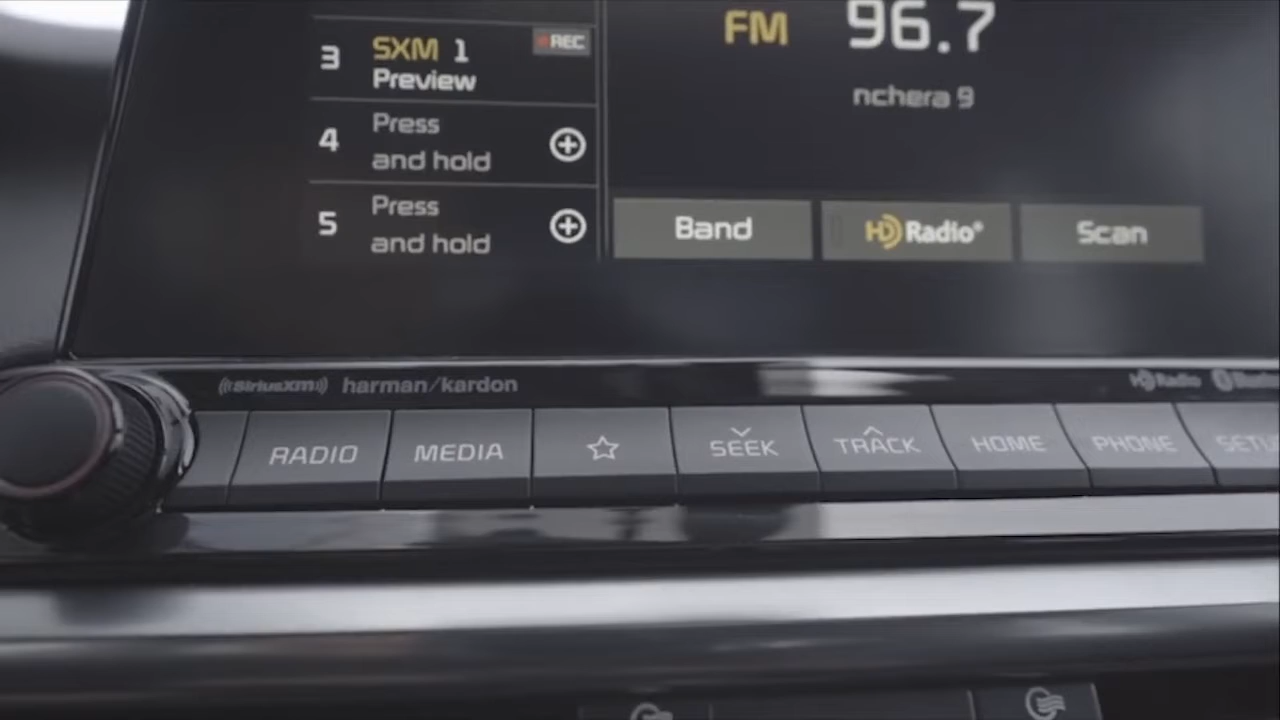 3
SXM 1
REC
Preview
4
Press
and hold
5
Press
and hold
FM 96.7
nchera 9
Band
HD Radio®
Scan
SiriusXM
harman/kardon
HD Radio
RADIO
MEDIA
SEEK
TRACK
HOME
PHONE
SETU